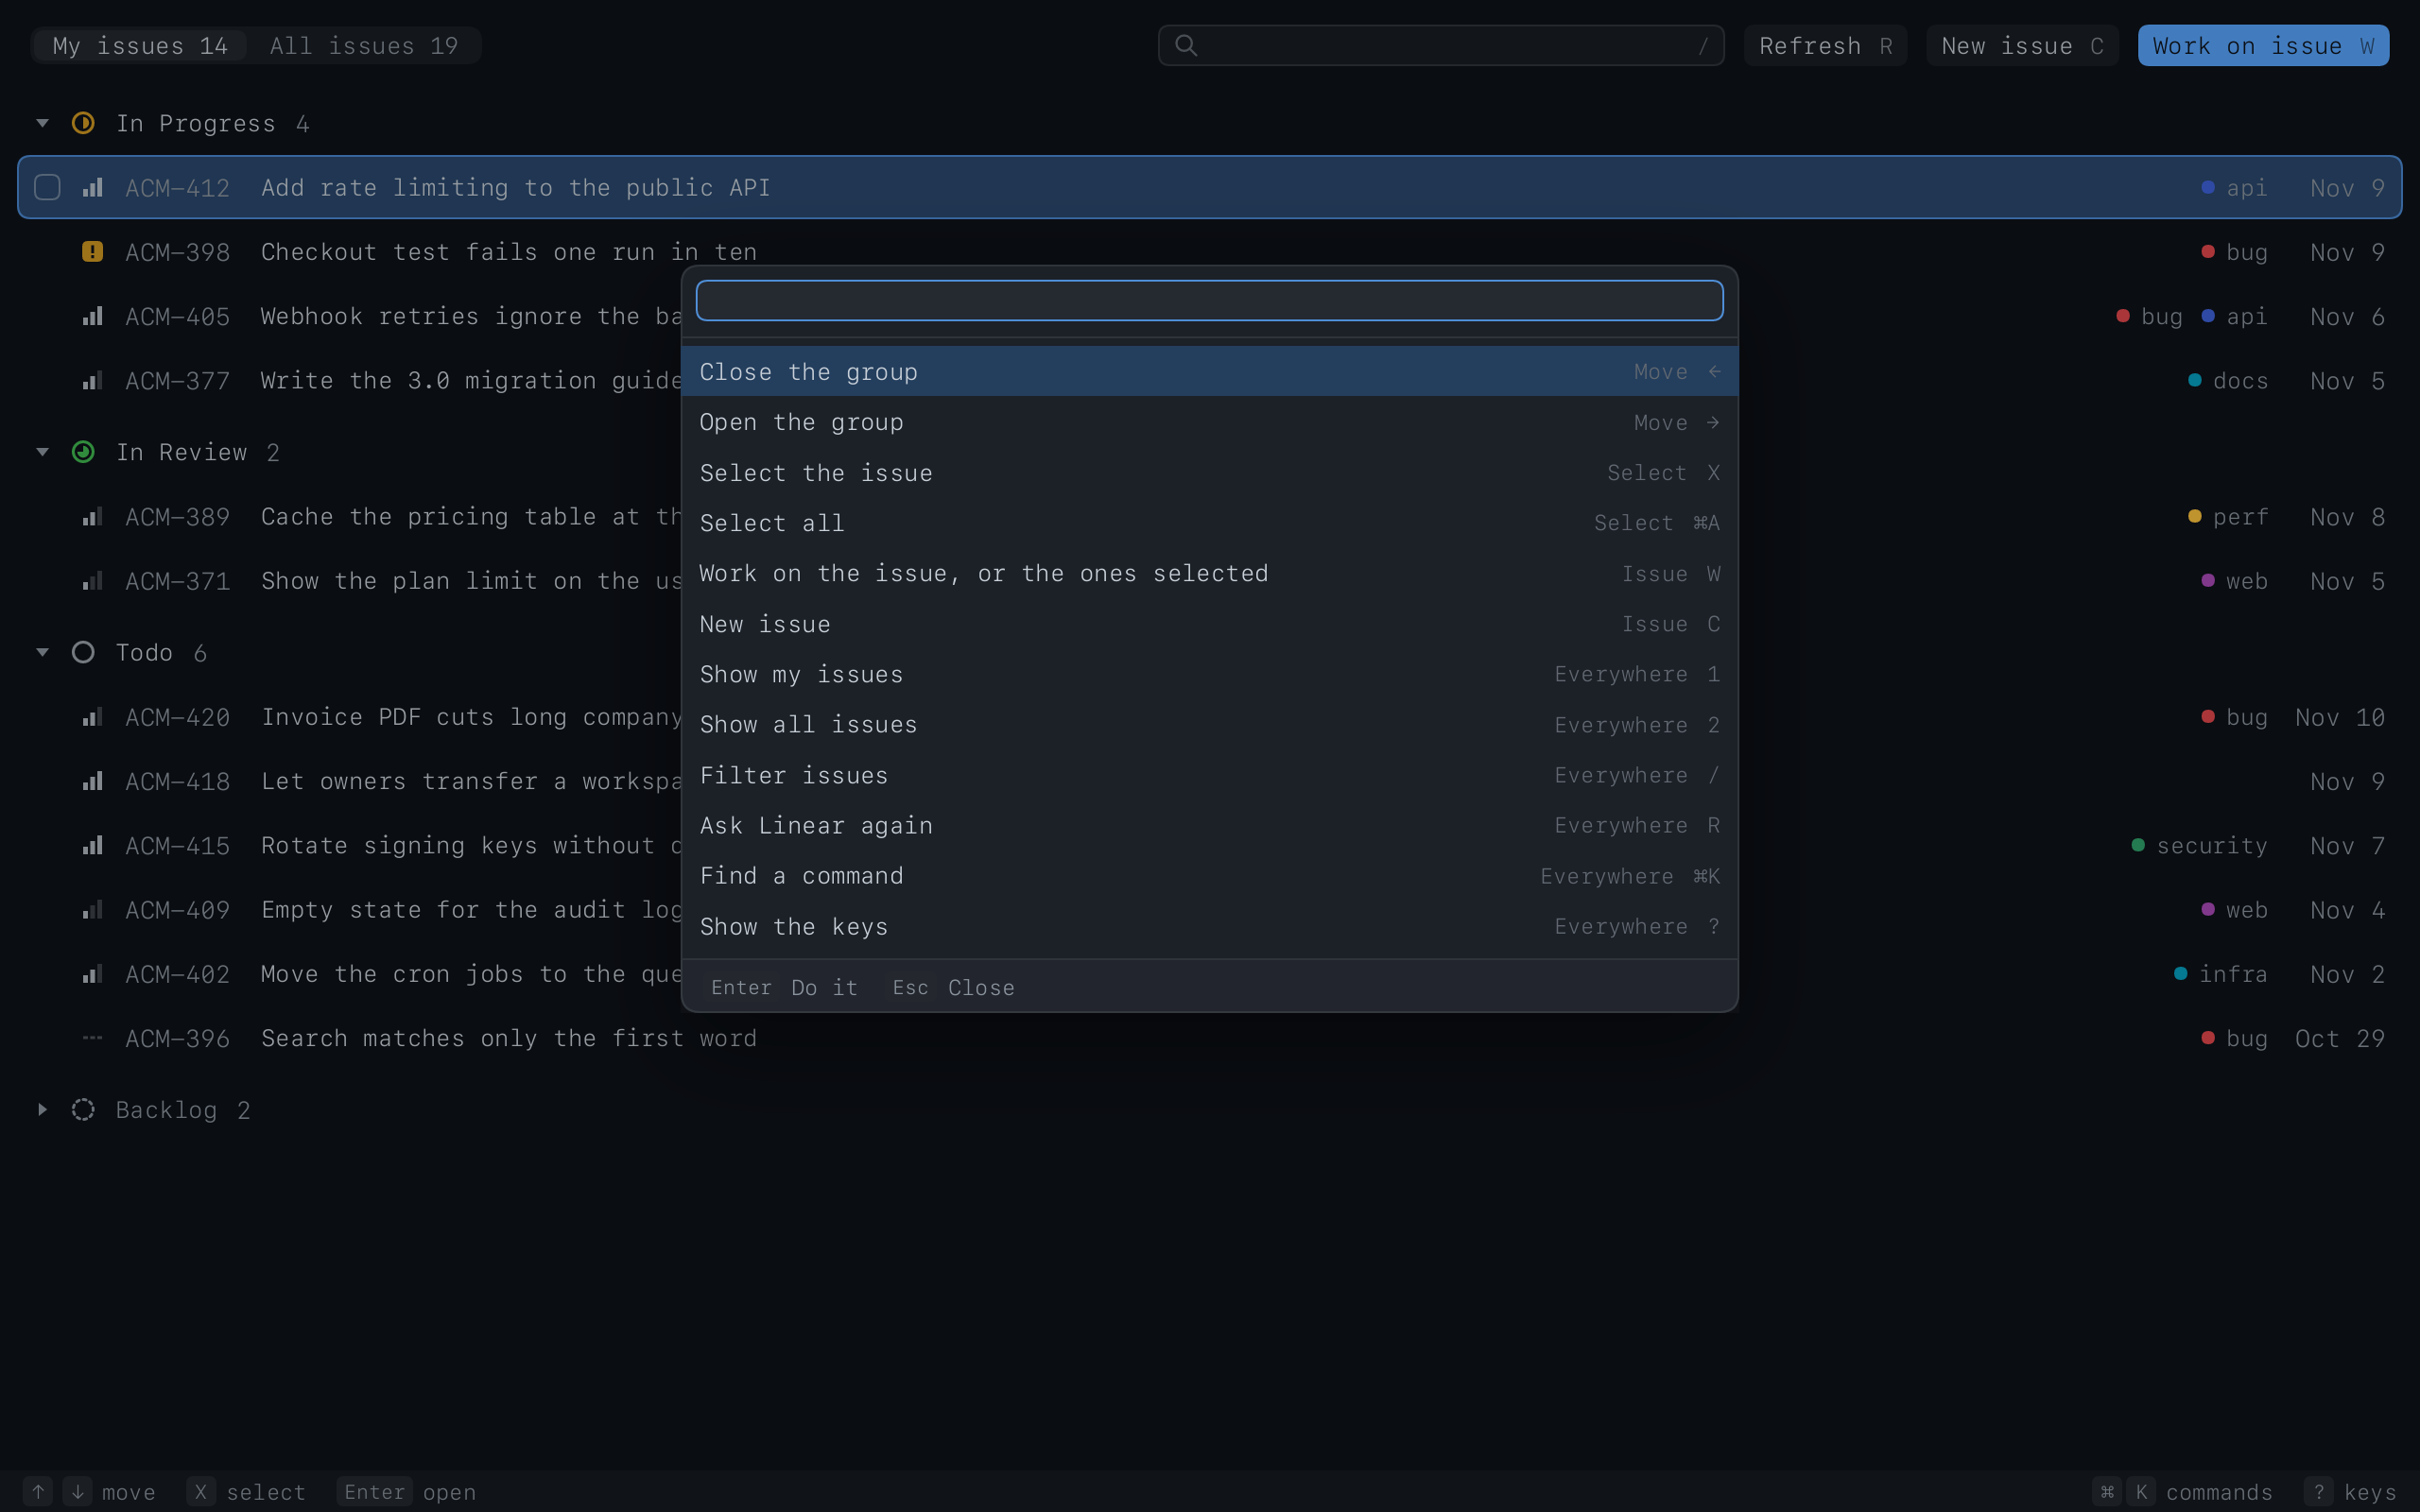 My issues 14 All issues 19 / Refresh R New issue C Work on issue W
In Progress 4
ACM-412 Add rate limiting to the public API api Nov 9
ACM-398 Checkout test fails one run in ten bug Nov 9
ACM-405 Webhook retries ignore the ba bug api Nov 6
ACM-377 Write the 3.0 migration guide docs Nov 5
In Review 2
ACM-389 Cache the pricing table at th perf Nov 8
ACM-371 Show the plan limit on the us web Nov 5
Todo 6
ACM-420 Invoice PDF cuts long company bug Nov 10
ACM-418 Let owners transfer a workspa Nov 9
ACM-415 Rotate signing keys without security Nov 7
ACM-409 Empty state for the audit log web Nov 4
ACM-402 Move the cron jobs to the que infra Nov 2
ACM-396 Search matches only the first word bug Oct 29
Backlog 2
Close the group Move ←
Open the group Move →
Select the issue Select X
Select all Select ⌘A
Work on the issue, or the ones selected Issue W
New issue Issue C
Show my issues Everywhere 1
Show all issues Everywhere 2
Filter issues Everywhere /
Ask Linear again Everywhere R
Find a command Everywhere ⌘K
Show the keys Everywhere ?
Enter Do it Esc Close
↑ ↓ move X select Enter open ⌘ K commands ? keys